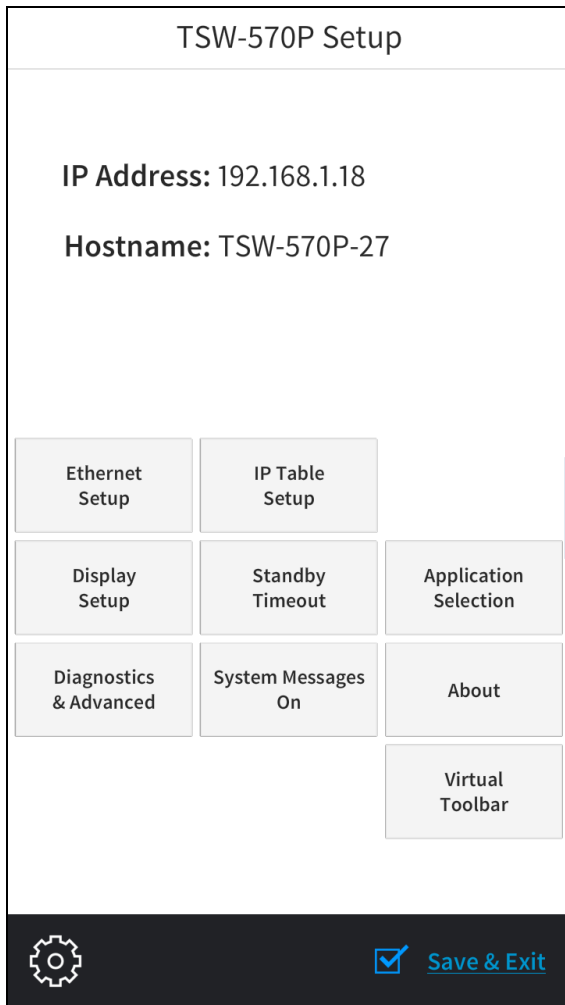 TSW-570P Setup
IP Address: 192.168.1.18
Hostname: TSW-570P-27
Ethernet
Setup
IP Table
Setup
Display
Setup
Standby
Timeout
Application
Selection
Diagnostics
& Advanced
System Messages
On
About
Virtual
Toolbar
Save & Exit